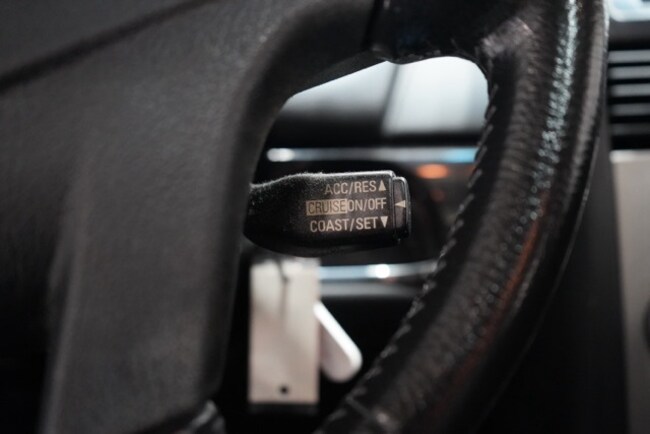 ACC/RES▲
CRUISE ON/OFF ◀
COAST/SET▼